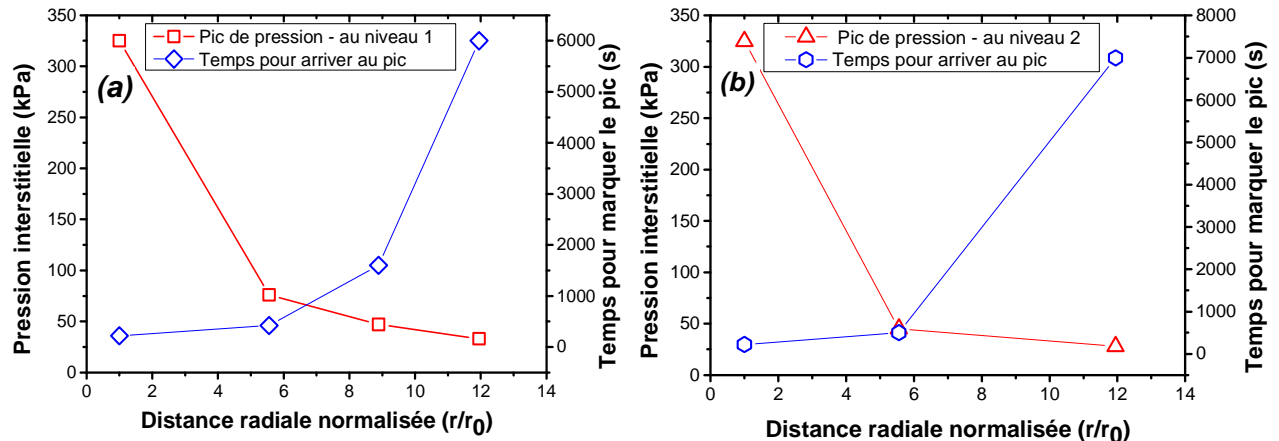 350
300
250
200
150
100
50
0
Pression interstitielle (kPa)
(a)
Pic de pression - au niveau 1
Temps pour arriver au pic
6000
5000
4000
3000
2000
1000
0
Temps pour marquer le pic (s)
0 2 4 6 8 10 12 14
Distance radiale normalisée (r/r0)
350
300
250
200
150
100
50
0
Pression interstitielle (kPa)
(b)
Pic de pression - au niveau 2
Temps pour arriver au pic
8000
7000
6000
5000
4000
3000
2000
1000
0
Temps pour marquer le pic (s)
0 2 4 6 8 10 12 14
Distance radiale normalisée (r/r0)